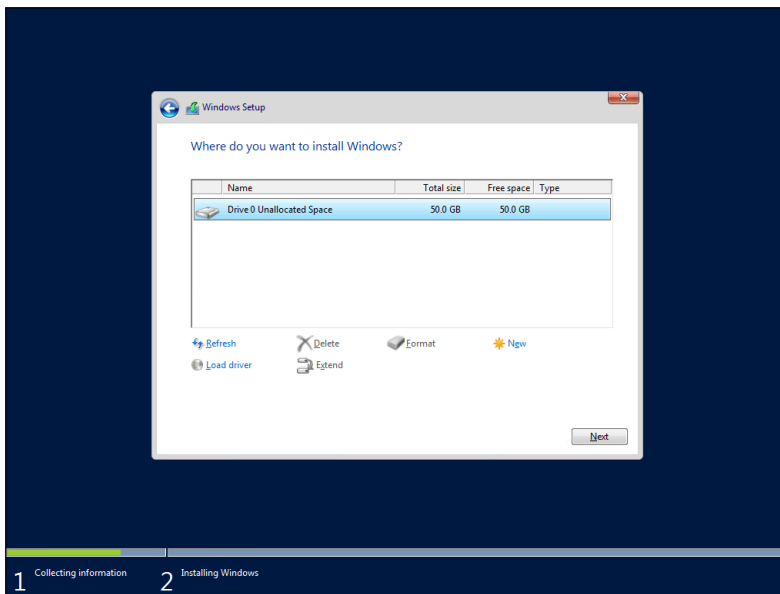 Windows Setup
Where do you want to install Windows?
Name Total size Free space Type
Drive 0 Unallocated Space 50.0 GB 50.0 GB
Refresh Delete Format New
Load driver Extend
Next
1 Collecting information 2 Installing Windows